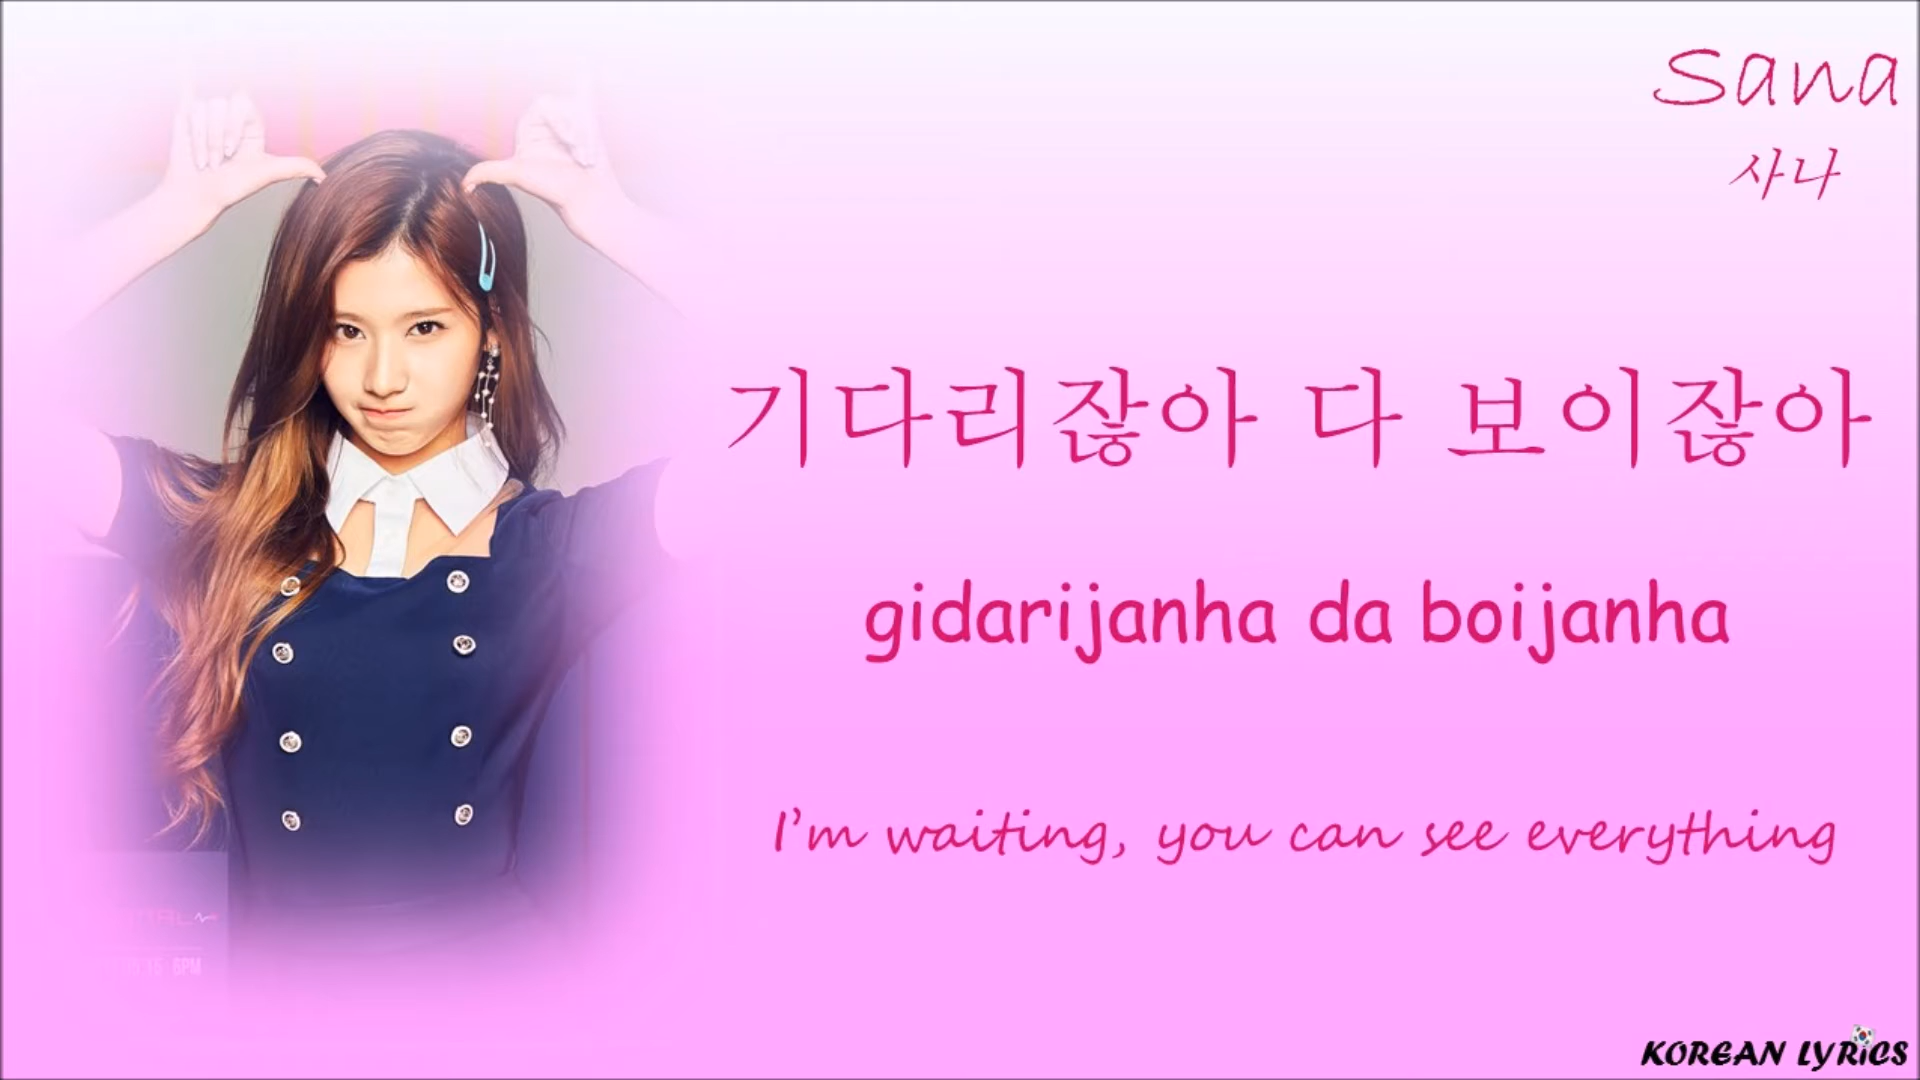 Sana
사나
기다리잖아 다 보이잖아
gidarijanha da boijanha
I'm waiting, you can see everything
6PM
KOREAN LYRICS